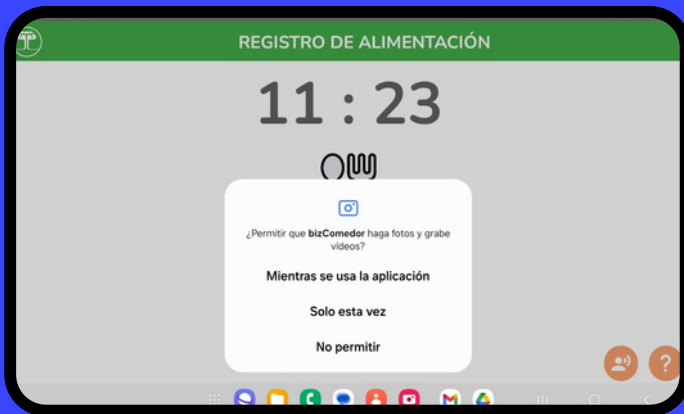 REGISTRO DE ALIMENTACIÓN
11 : 23
¿Permitir que bizComedor haga fotos y grabe
vídeos?
Mientras se usa la aplicación
Solo esta vez
No permitir
?